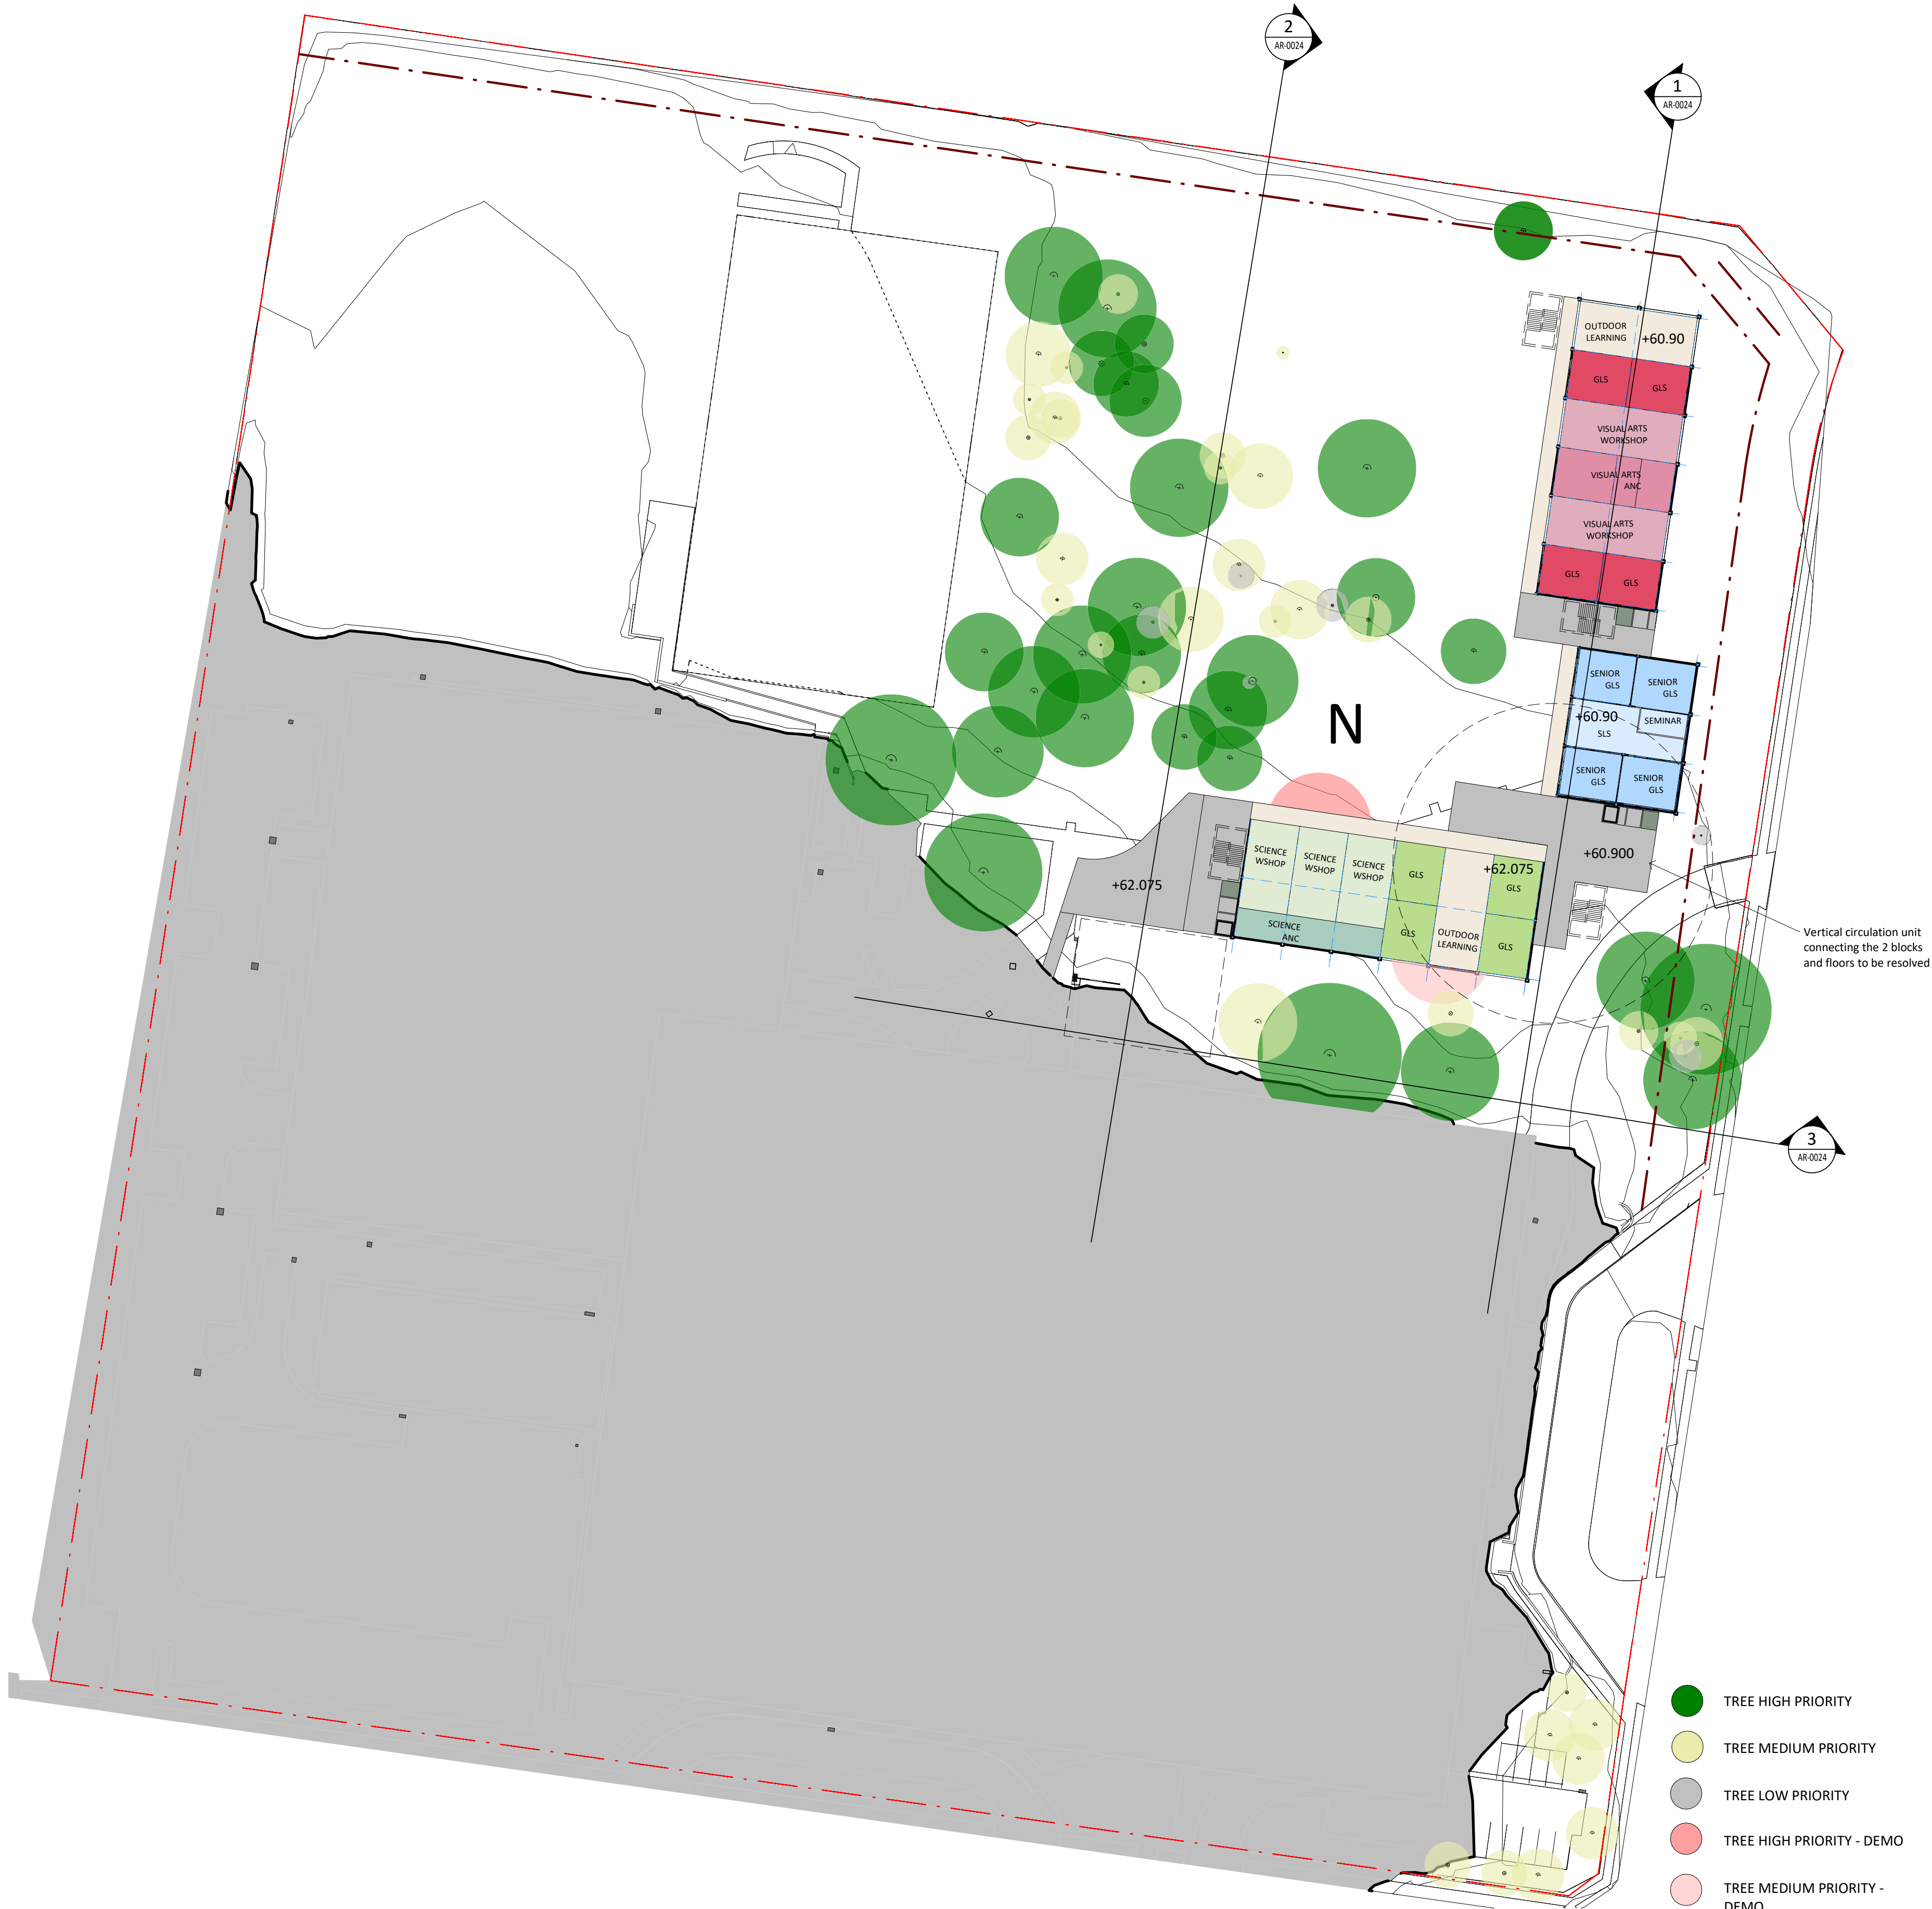 2
AR-0024
1
AR-0024
OUTDOOR
LEARNING
+60.90
GLS
GLS
VISUAL ARTS
WORKSHOP
VISUAL ARTS
ANC
VISUAL ARTS
WORKSHOP
GLS
GLS
SENIOR
GLS
SENIOR
GLS
+60.90
SEMINAR
SLS
SENIOR
GLS
SENIOR
GLS
N
+60.900
SCIENCE
WSHOP
SCIENCE
WSHOP
SCIENCE
WSHOP
GLS
+62.075
GLS
+62.075
SCIENCE
ANC
GLS
OUTDOOR
LEARNING
GLS
Vertical circulation unit
connecting the 2 blocks
and floors to be resolved
3
AR-0024
TREE HIGH PRIORITY
TREE MEDIUM PRIORITY
TREE LOW PRIORITY
TREE HIGH PRIORITY - DEMO
TREE MEDIUM PRIORITY -
DEMO